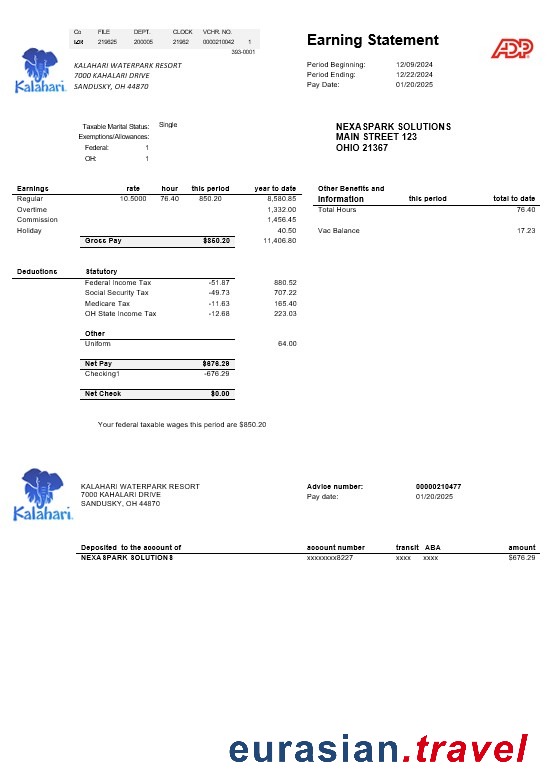 Co FILE DEPT. CLOCK VCHR. NO.
219825 200005 21982 0000210042 1
393-0001
Earning Statement
ADP
Kalahari.
KALAHARI WATERPARK RESORT
7000 KAHALARI DRIVE
SANDUSKY, OH 44870
Period Beginning: 12/09/2024
Period Ending: 12/22/2024
Pay Date: 01/20/2025
Taxable Marital Status: Single
Exemptions/Allowances:
Federal: 1
OH: 1
NEXASPARK SOLUTIONS
MAIN STREET 123
OHIO 21367
Earnings rate hour this period year to date
Regular 10.5000 76.40 850.20 8,580.85
Overtime 1,332.00
Commission 1,456.45
Holiday 40.50
Gross Pay $850.20 11,406.80
Other Benefits and
Information this period total to date
Total Hours 76.40
Vac Balance 17.23
Deductions Statutory
Federal Income Tax -51.87 880.52
Social Security Tax -49.73 707.22
Medicare Tax -11.63 165.40
OH State Income Tax -12.68 223.03
Other
Uniform 64.00
Net Pay $676.29
Checking1 -676.29
Net Check $0.00
Your federal taxable wages this period are $850.20
Kalahari.
KALAHARI WATERPARK RESORT
7000 KAHALARI DRIVE
SANDUSKY, OH 44870
Advice number: 00000210477
Pay date: 01/20/2025
Deposited to the account of account number transit ABA amount
NEXASPARK SOLUTIONS xxxxxxxx8227 xxxx xxxx $676.29
eurasian.travel